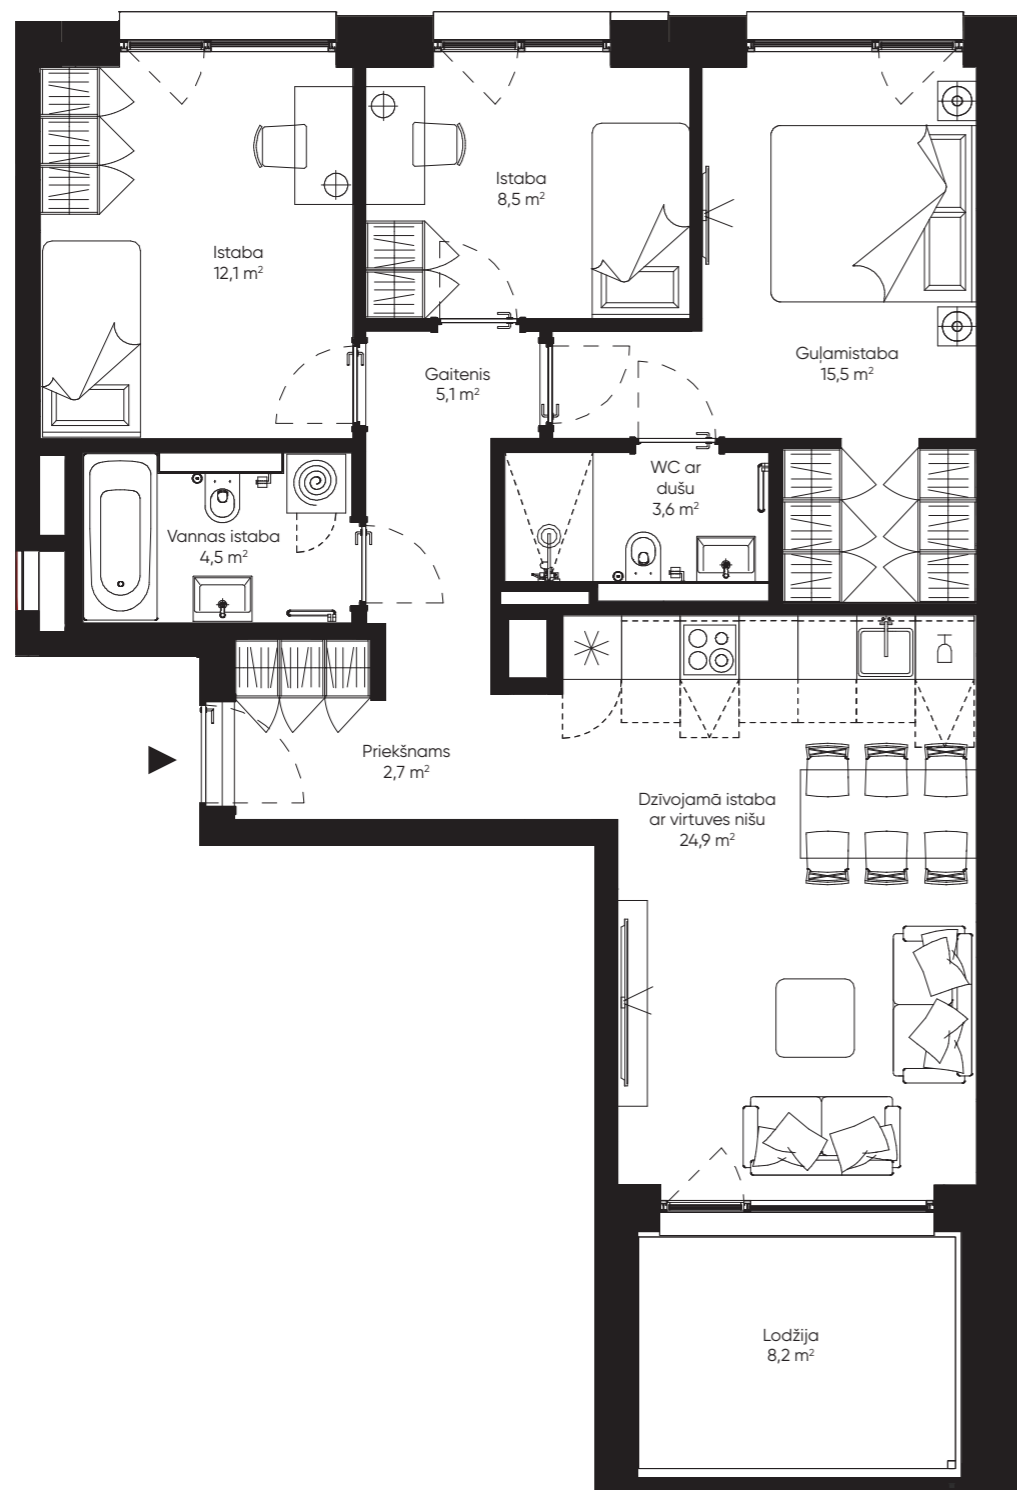 Istaba
12,1 m²
Istaba
8,5 m²
Guļamistaba
15,5 m²
Gaitenis
5,1 m²
WC ar
dušu
3,6 m²
Vannas istaba
4,5 m²
Priekšnams
2,7 m²
Dzīvojamā istaba
ar virtuves nišu
24,9 m²
Lodžija
8,2 m²